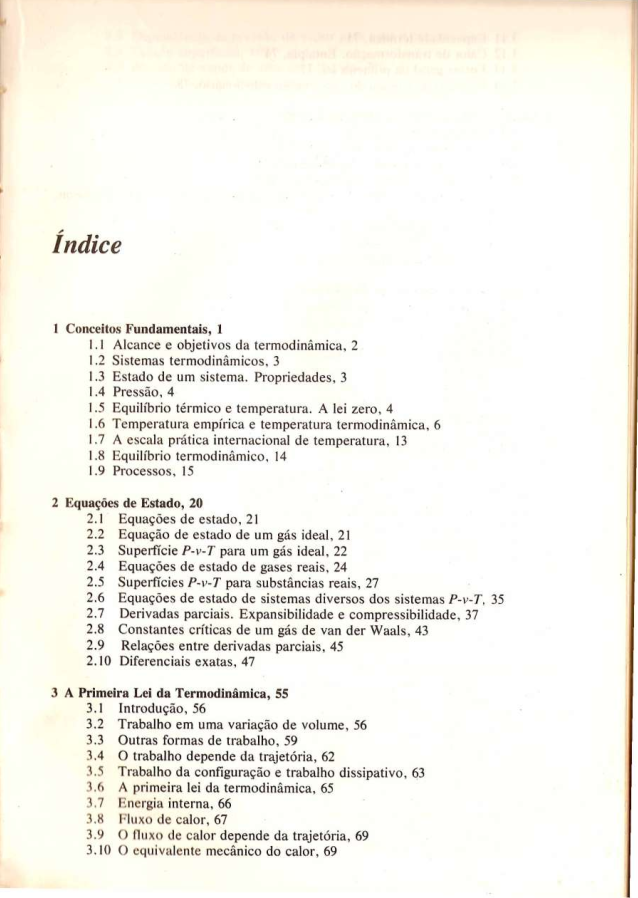 Índice
1 Conceitos Fundamentais, 1
1.1 Alcance e objetivos da termodinâmica, 2
1.2 Sistemas termodinâmicos, 3
1.3 Estado de um sistema. Propriedades, 3
1.4 Pressão, 4
1.5 Equilíbrio térmico e temperatura. A lei zero, 4
1.6 Temperatura empírica e temperatura termodinâmica, 6
1.7 A escala prática internacional de temperatura, 13
1.8 Equilíbrio termodinâmico, 14
1.9 Processos, 15
2 Equações de Estado, 20
2.1 Equações de estado, 21
2.2 Equação de estado de um gás ideal, 21
2.3 Superfície P-v-T para um gás ideal, 22
2.4 Equações de estado de gases reais, 24
2.5 Superfícies P-v-T para substâncias reais, 27
2.6 Equações de estado de sistemas diversos dos sistemas P-v-T, 35
2.7 Derivadas parciais. Expansibilidade e compressibilidade, 37
2.8 Constantes críticas de um gás de van der Waals, 43
2.9 Relações entre derivadas parciais, 45
2.10 Diferenciais exatas, 47
3 A Primeira Lei da Termodinâmica, 55
3.1 Introdução, 56
3.2 Trabalho em uma variação de volume, 56
3.3 Outras formas de trabalho, 59
3.4 O trabalho depende da trajetória, 62
3.5 Trabalho da configuração e trabalho dissipativo, 63
3.6 A primeira lei da termodinâmica, 65
3.7 Energia interna, 66
3.8 Fluxo de calor, 67
3.9 O fluxo de calor depende da trajetória, 69
3.10 O equivalente mecânico do calor, 69